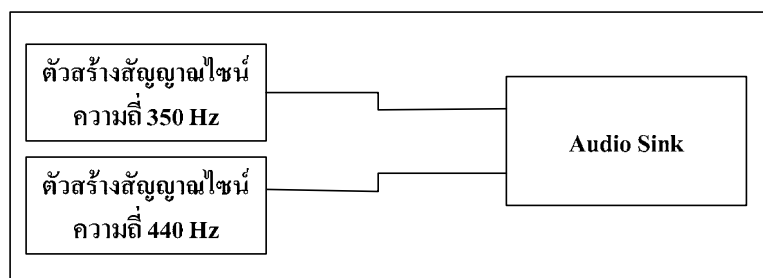 ตัวสร้างสัญญาณไซน์
ความถี่ 350 Hz
ตัวสร้างสัญญาณไซน์
ความถี่ 440 Hz
Audio Sink